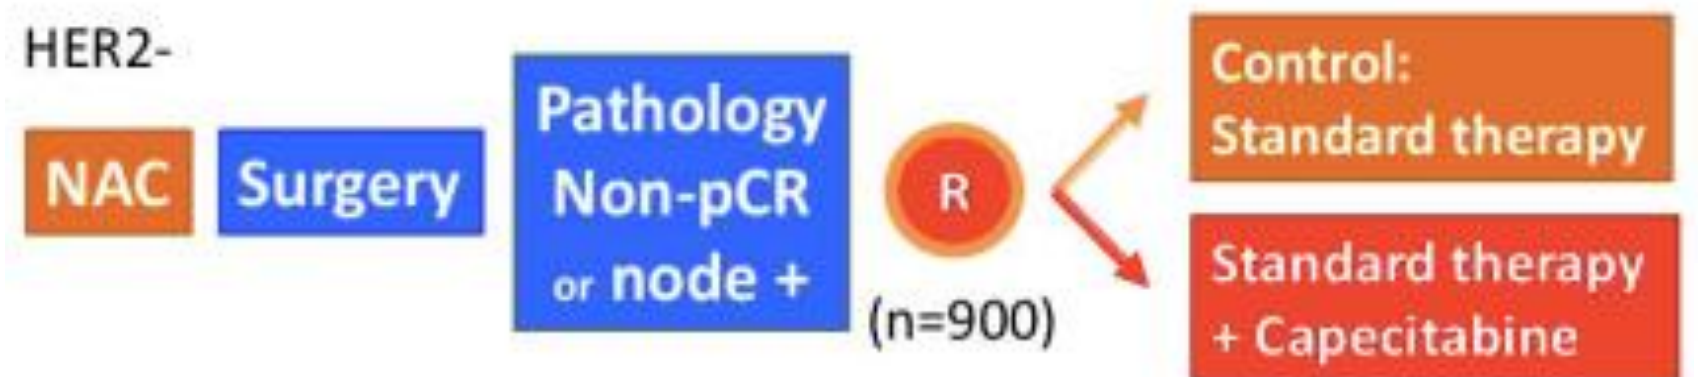 HER2-
NAC
Surgery
Pathology
Non-pCR
or node +
R
(n=900)
Control:
Standard therapy
Standard therapy
+ Capecitabine